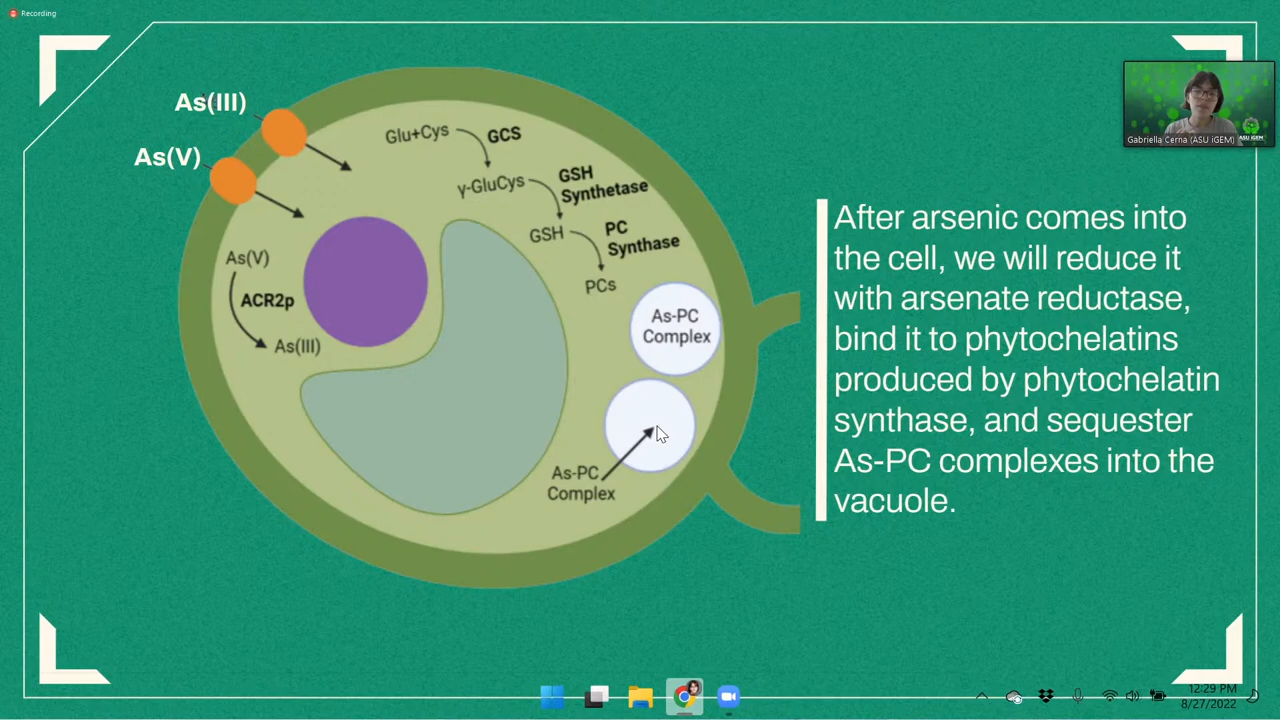 Recording
As(III)
As(V)
Glu+Cys
GCS
γ-GluCys
GSH
Synthetase
GSH
PC
Synthase
PCs
As(V)
ACR2p
As(III)
As-PC
Complex
As-PC
Complex
After arsenic comes into
the cell, we will reduce it
with arsenate reductase,
bind it to phytochelatins
produced by phytochelatin
synthase, and sequester
As-PC complexes into the
vacuole.
ASU iGEM
Gabriella Cerna (ASU iGEM)
12:29 PM
8/27/2022